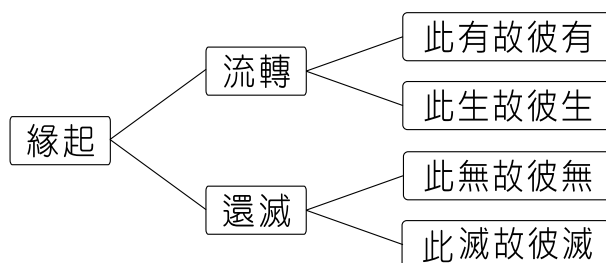 緣起
流轉
此有故彼有
此生故彼生
還滅
此無故彼無
此滅故彼滅